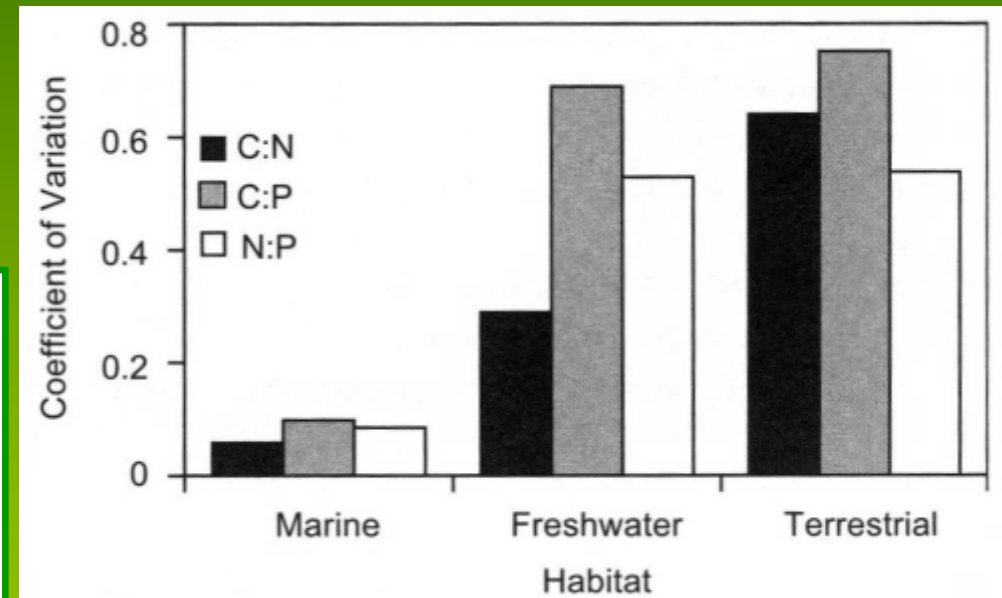 0.8
0.6
0.4
0.2
0
Coefficient of Variation
C:N
C:P
N:P
Marine Freshwater Terrestrial
Habitat